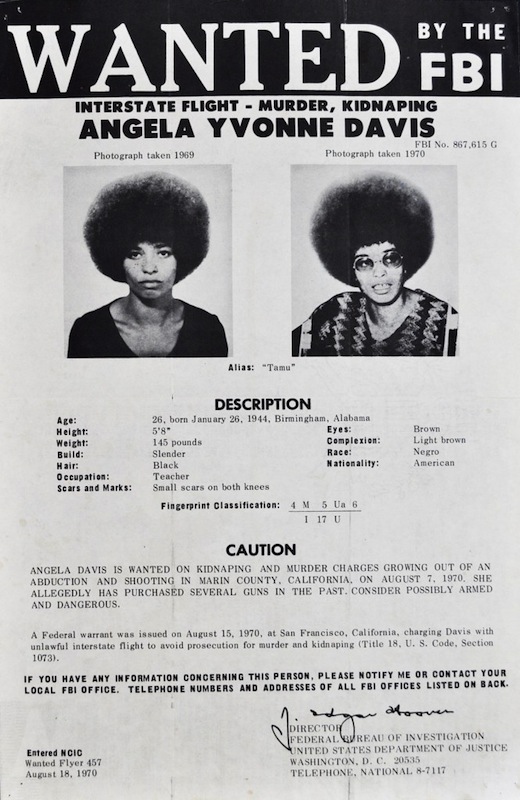 WANTED BY THE FBI
INTERSTATE FLIGHT - MURDER, KIDNAPING
ANGELA YVONNE DAVIS
FBI No. 867,615 G
Photograph taken 1969
Photograph taken 1970
Alias: "Tamu"
DESCRIPTION
Age: 26, born January 26, 1944, Birmingham, Alabama
Height: 5'8" Eyes: Brown
Weight: 145 pounds Complexion: Light brown
Build: Slender Race: Negro
Hair: Black Nationality: American
Occupation: Teacher
Scars and Marks: Small scars on both knees
Fingerprint Classification: 4 M 5 Ua 6
1 17 U
CAUTION
ANGELA DAVIS IS WANTED ON KIDNAPING AND MURDER CHARGES GROWING OUT OF AN
ABDUCTION AND SHOOTING IN MARIN COUNTY, CALIFORNIA, ON AUGUST 7, 1970. SHE
ALLEGEDLY HAS PURCHASED SEVERAL GUNS IN THE PAST. CONSIDER POSSIBLY ARMED
AND DANGEROUS.
A Federal warrant was issued on August 15, 1970, at San Francisco, California, charging Davis with
unlawful interstate flight to avoid prosecution for murder and kidnaping (Title 18, U. S. Code, Section
1073).
IF YOU HAVE ANY INFORMATION CONCERNING THIS PERSON, PLEASE NOTIFY ME OR CONTACT YOUR
LOCAL FBI OFFICE. TELEPHONE NUMBERS AND ADDRESSES OF ALL FBI OFFICES LISTED ON BACK.
J. Edgar Hoover
DIRECTOR
FEDERAL BUREAU OF INVESTIGATION
UNITED STATES DEPARTMENT OF JUSTICE
WASHINGTON, D. C. 20535
TELEPHONE, NATIONAL 8-7117
Entered NCIC
Wanted Flyer 457
August 18, 1970